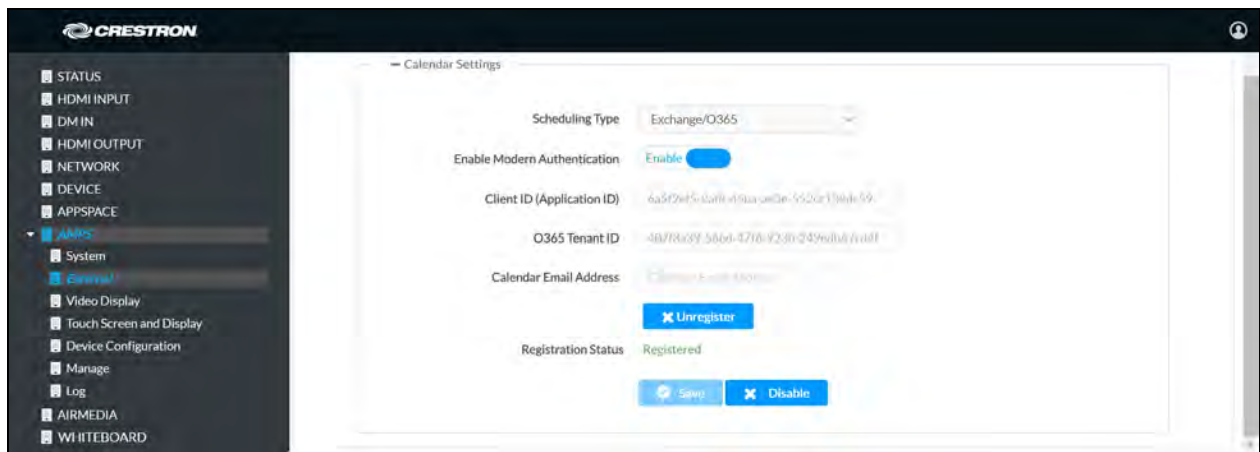 CRESTRON
STATUS
HDMI INPUT
DM IN
HDMI OUTPUT
NETWORK
DEVICE
APPSPACE
AMPS
System
External
Video Display
Touch Screen and Display
Device Configuration
Manage
Log
AIRMEDIA
WHITEBOARD
Calendar Settings
Scheduling Type Exchange/O365
Enable Modern Authentication Enable
Client ID (Application ID)
O365 Tenant ID
Calendar Email Address
Unregister
Registration Status Registered
Save Disable